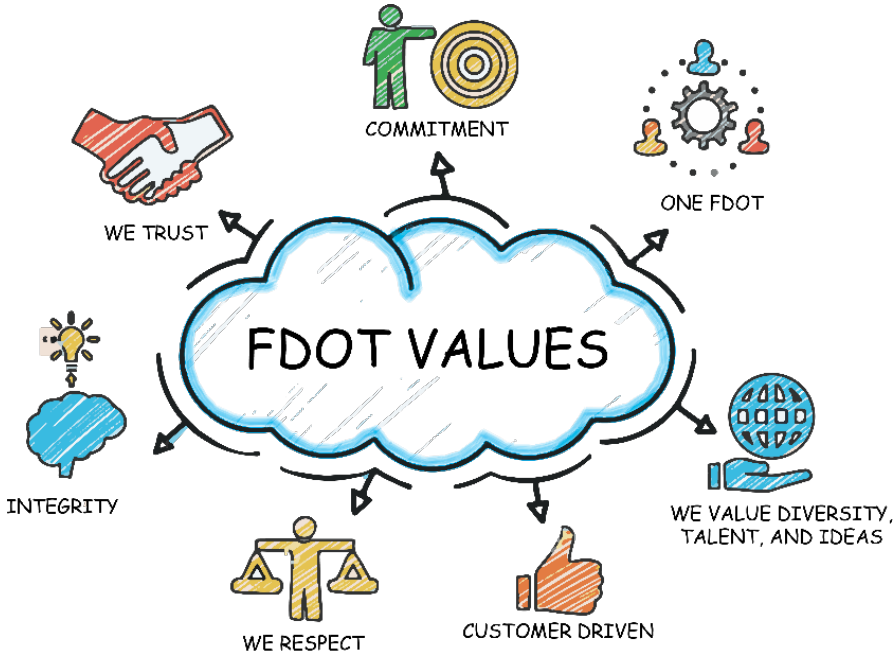 COMMITMENT
ONE FDOT
WE TRUST
FDOT VALUES
INTEGRITY
WE VALUE DIVERSITY,
TALENT, AND IDEAS
WE RESPECT
CUSTOMER DRIVEN